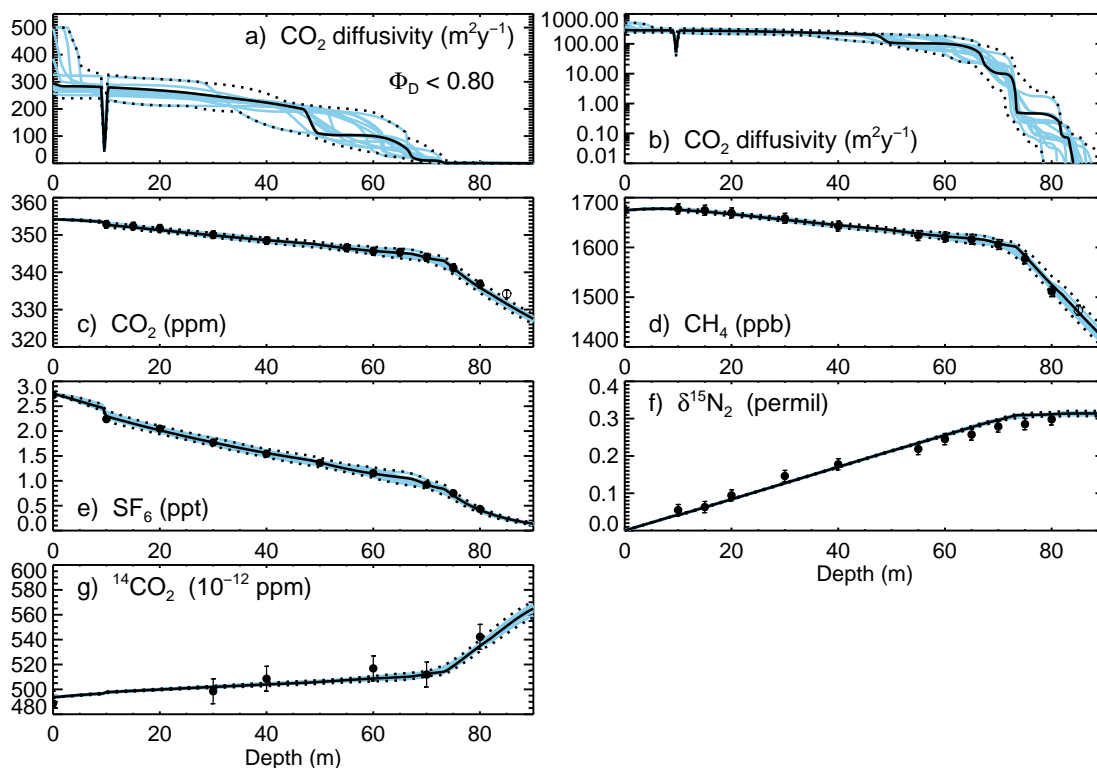 a) CO₂ diffusivity (m²y⁻¹)
Φ_D < 0.80
500
400
300
200
100
0
0 20 40 60 80
b) CO₂ diffusivity (m²y⁻¹)
1000.00
100.00
10.00
1.00
0.10
0.01
0 20 40 60 80
c) CO₂ (ppm)
360
350
340
330
320
0 20 40 60 80
d) CH₄ (ppb)
1700
1600
1500
1400
0 20 40 60 80
e) SF₆ (ppt)
3.0
2.5
2.0
1.5
1.0
0.5
0.0
0 20 40 60 80
f) δ¹⁵N₂ (permil)
0.4
0.3
0.2
0.1
0.0
0 20 40 60 80
Depth (m)
g) ¹⁴CO₂ (10⁻¹² ppm)
580
560
540
520
500
480
0 20 40 60 80
Depth (m)